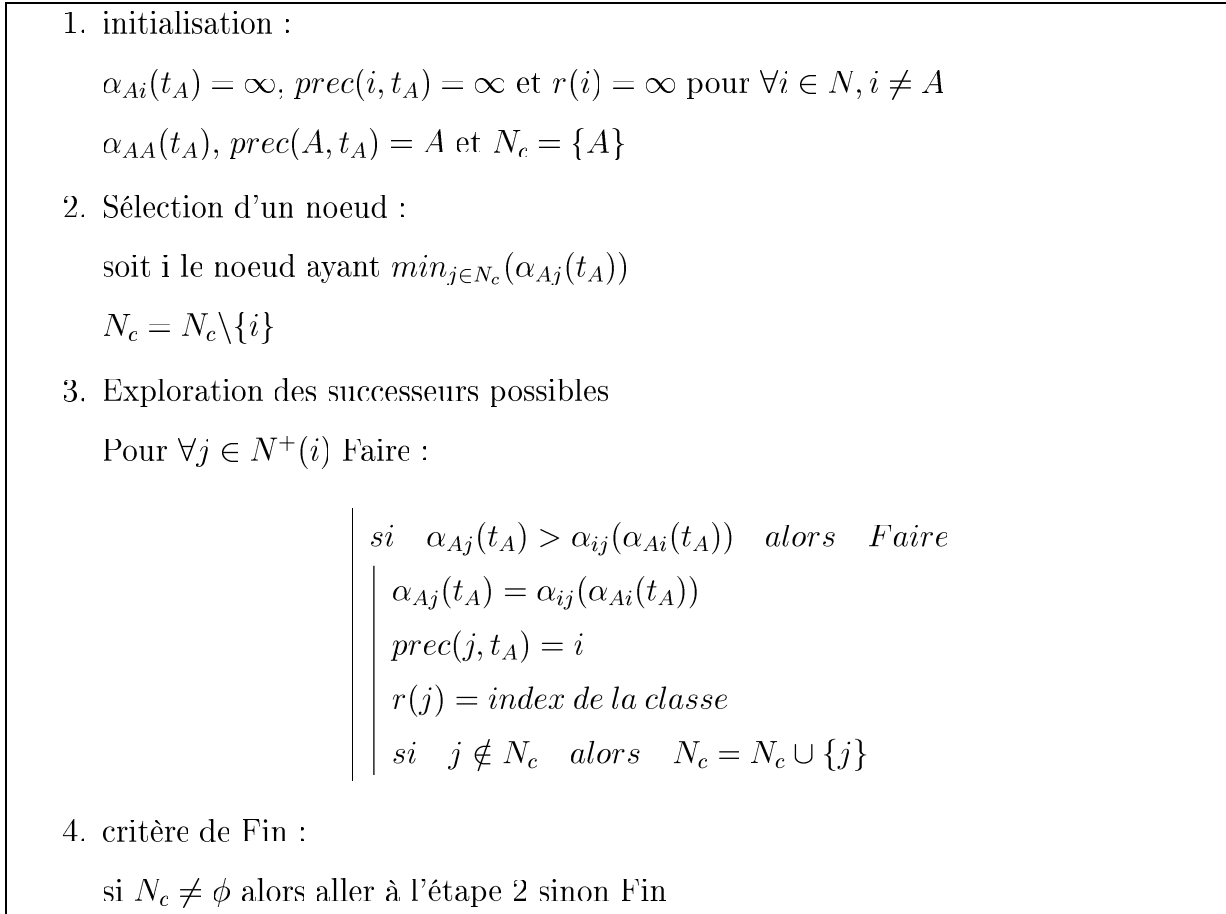 1. initialisation :
α_{Ai}(t_A) = ∞, prec(i, t_A) = ∞ et r(i) = ∞ pour ∀i ∈ N, i ≠ A
α_{AA}(t_A), prec(A, t_A) = A et N_c = {A}
2. Sélection d'un noeud :
soit i le noeud ayant min_{j∈N_c}(α_{Aj}(t_A))
N_c = N_c\{i}
3. Exploration des successeurs possibles
Pour ∀j ∈ N^+(i) Faire :
si α_{Aj}(t_A) > α_{ij}(α_{Ai}(t_A)) alors Faire
α_{Aj}(t_A) = α_{ij}(α_{Ai}(t_A))
prec(j, t_A) = i
r(j) = index de la classe
si j ∉ N_c alors N_c = N_c ∪ {j}
4. critère de Fin :
si N_c ≠ ϕ alors aller à l'étape 2 sinon Fin